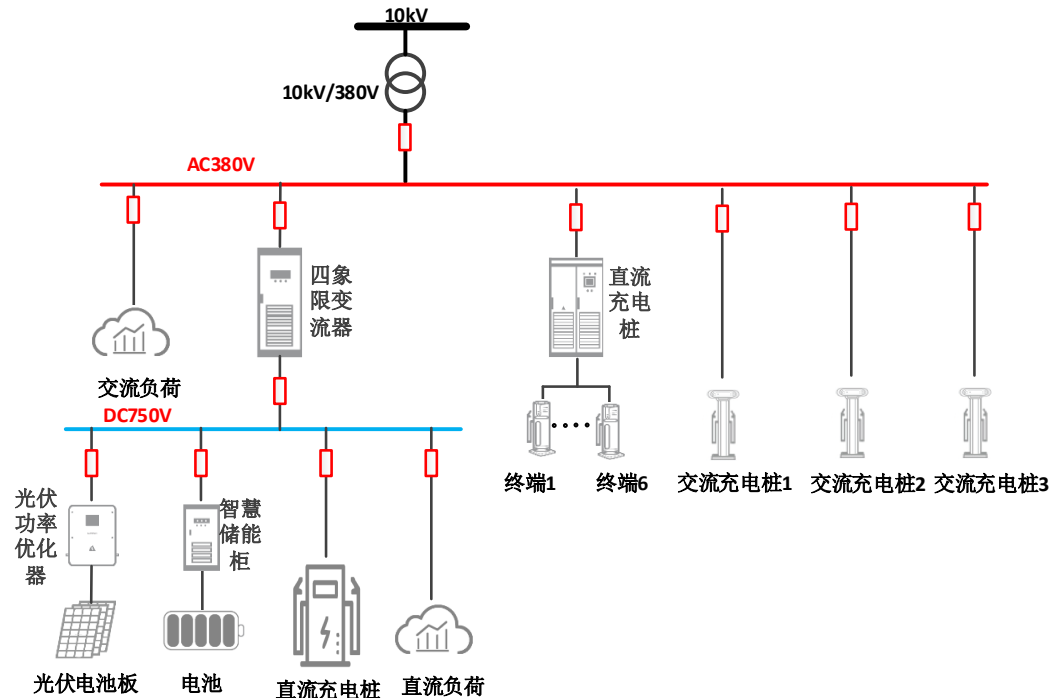 10kV
10kV/380V
AC380V
四象
限变
流器
直流
充电
桩
交流负荷
DC750V
终端1
终端6
交流充电桩1
交流充电桩2
交流充电桩3
光伏
功率
优化
器
智慧
储能
柜
光伏电池板
电池
直流充电桩
直流负荷